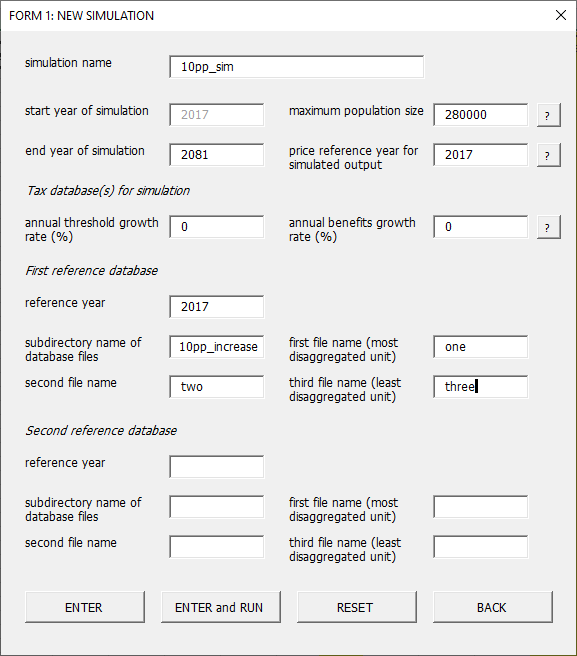 FORM 1: NEW SIMULATION
simulation name
10pp_sim
start year of simulation
2017
maximum population size
280000
?
end year of simulation
2081
price reference year for
simulated output
2017
?
Tax database(s) for simulation
annual threshold growth
rate (%)
0
annual benefits growth
rate (%)
0
?
First reference database
reference year
2017
subdirectory name of
database files
10pp_increase
first file name (most
disaggregated unit)
one
second file name
two
third file name (least
disaggregated unit)
three
Second reference database
reference year
subdirectory name of
database files
first file name (most
disaggregated unit)
second file name
third file name (least
disaggregated unit)
ENTER
ENTER and RUN
RESET
BACK